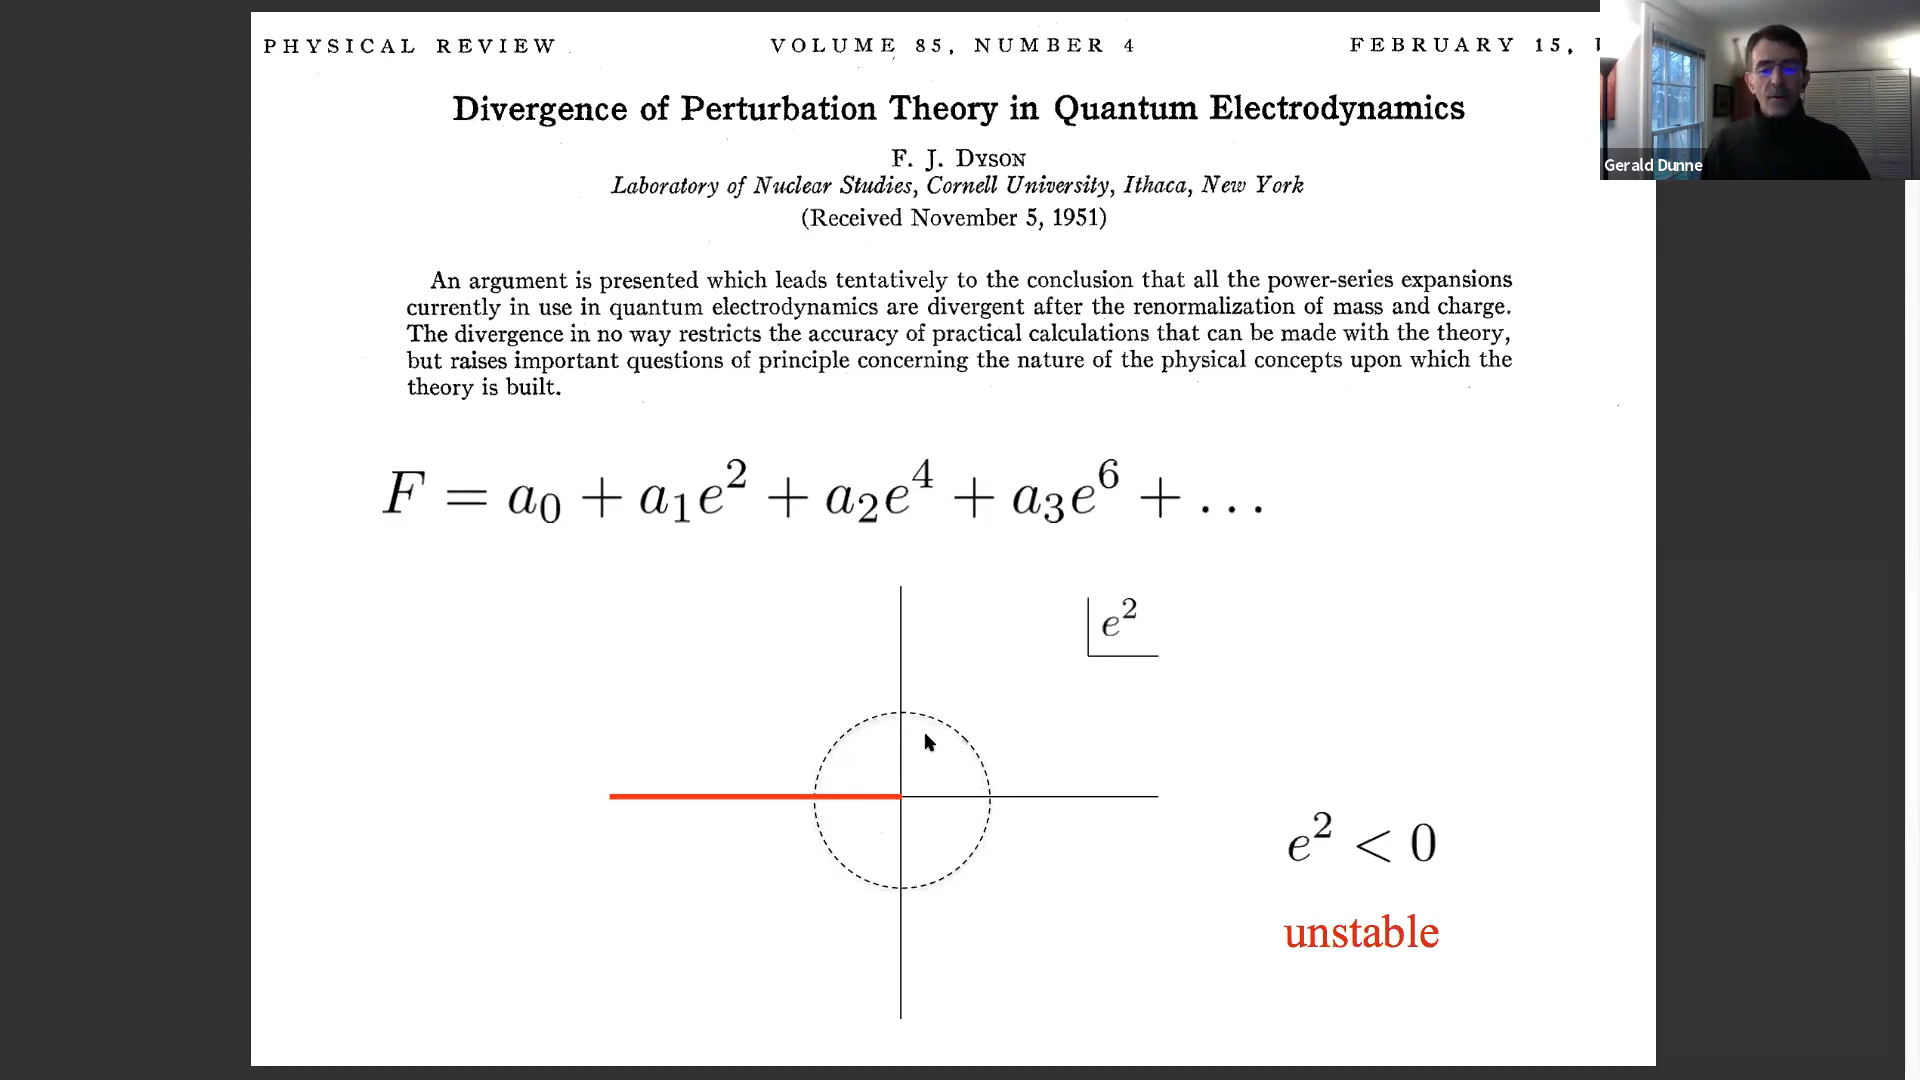 PHYSICAL REVIEW
VOLUME 85, NUMBER 4
FEBRUARY 15,
Divergence of Perturbation Theory in Quantum Electrodynamics
F. J. DYSON
Laboratory of Nuclear Studies, Cornell University, Ithaca, New York
(Received November 5, 1951)
An argument is presented which leads tentatively to the conclusion that all the power-series expansions
currently in use in quantum electrodynamics are divergent after the renormalization of mass and charge.
The divergence in no way restricts the accuracy of practical calculations that can be made with the theory,
but raises important questions of principle concerning the nature of the physical concepts upon which the
theory is built.
F = a₀ + a₁e² + a₂e⁴ + a₃e⁶ + ...
e²
e² < 0
unstable
Gerald Dunne